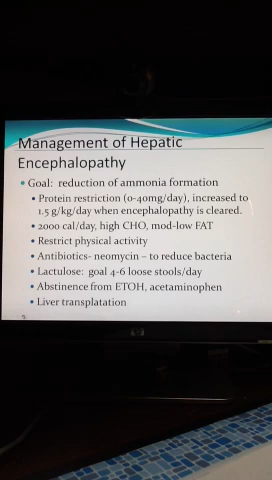 Management of Hepatic
Encephalopathy
Goal: reduction of ammonia formation
Protein restriction (0-40mg/day), increased to
1.5 g/kg/day when encephalopathy is cleared.
2000 cal/day, high CHO, mod-low FAT
Restrict physical activity
Antibiotics- neomycin – to reduce bacteria
Lactulose: goal 4-6 loose stools/day
Abstinence from ETOH, acetaminophen
Liver transplatation
hp